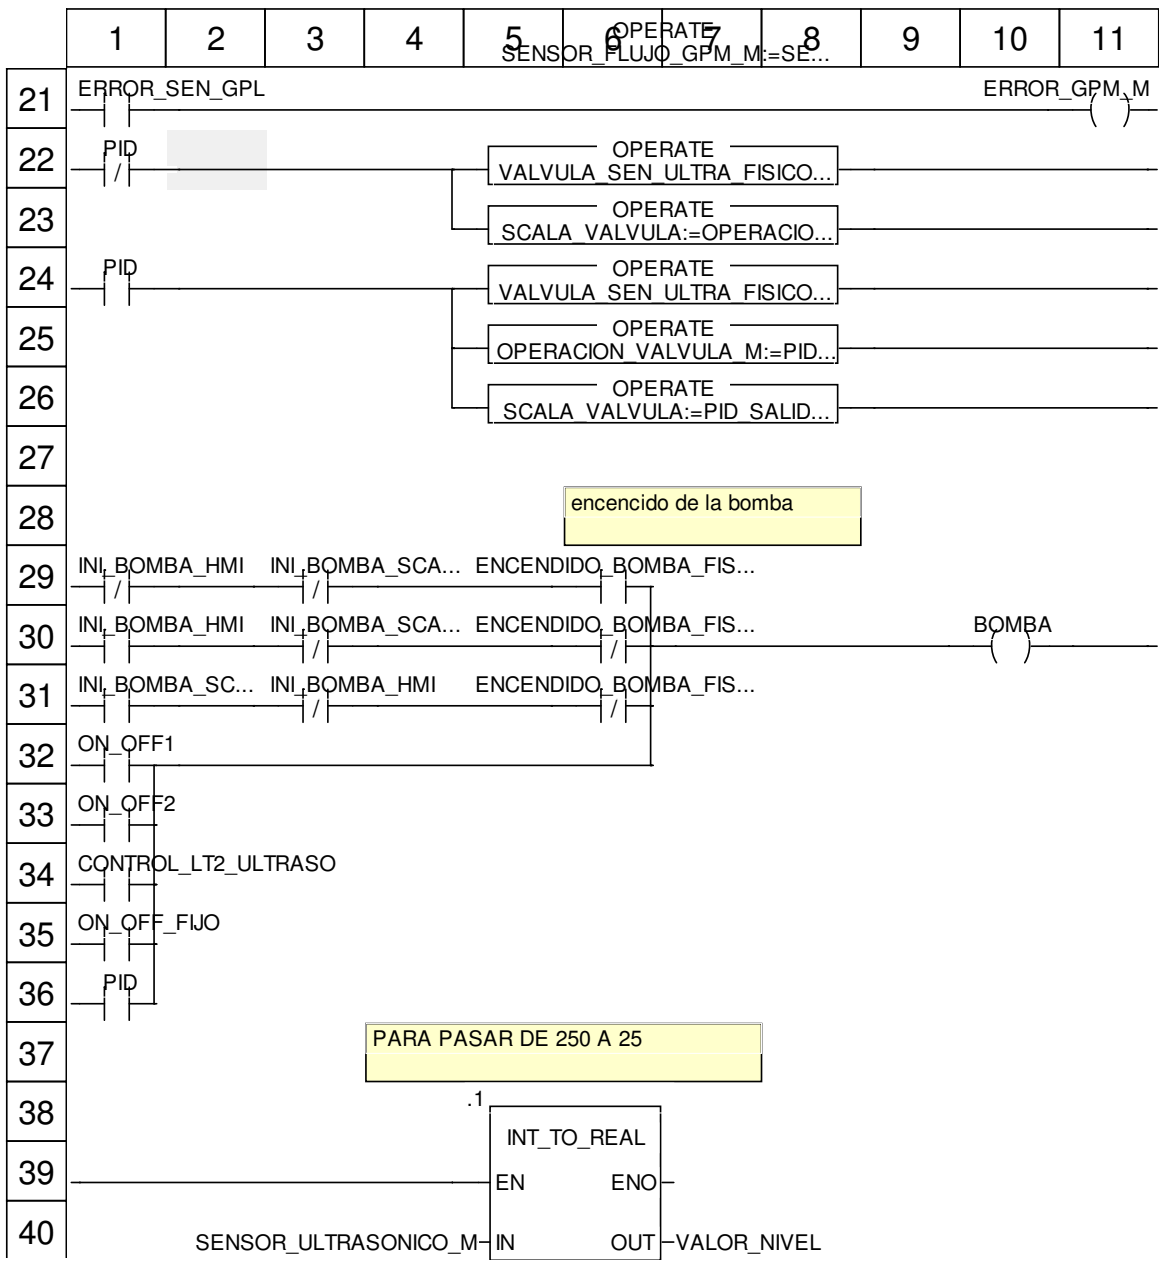 1 2 3 4 5 6 7 8 9 10 11
OPERATE
SENSOR_FLUJO_GPM_M:=SE...
21
ERROR_SEN_GPL ERROR_GPM_M
22
PID OPERATE
VALVULA_SEN_ULTRA_FISICO...
23
OPERATE
SCALA_VALVULA:=OPERACIO...
24
PID OPERATE
VALVULA_SEN_ULTRA_FISICO...
25
OPERATE
OPERACION_VALVULA_M:=PID...
26
OPERATE
SCALA_VALVULA:=PID_SALID...
27
28
encencido de la bomba
29
INI_BOMBA_HMI INI_BOMBA_SCA... ENCENDIDO_BOMBA_FIS...
30
INI_BOMBA_HMI INI_BOMBA_SCA... ENCENDIDO_BOMBA_FIS... BOMBA
31
INI_BOMBA_SC... INI_BOMBA_HMI ENCENDIDO_BOMBA_FIS...
32
ON_OFF1
33
ON_OFF2
34
CONTROL_LT2_ULTRASO
35
ON_OFF_FIJO
36
PID
37
PARA PASAR DE 250 A 25
38
.1
INT_TO_REAL
39
EN ENO
40
SENSOR_ULTRASONICO_M IN OUT VALOR_NIVEL